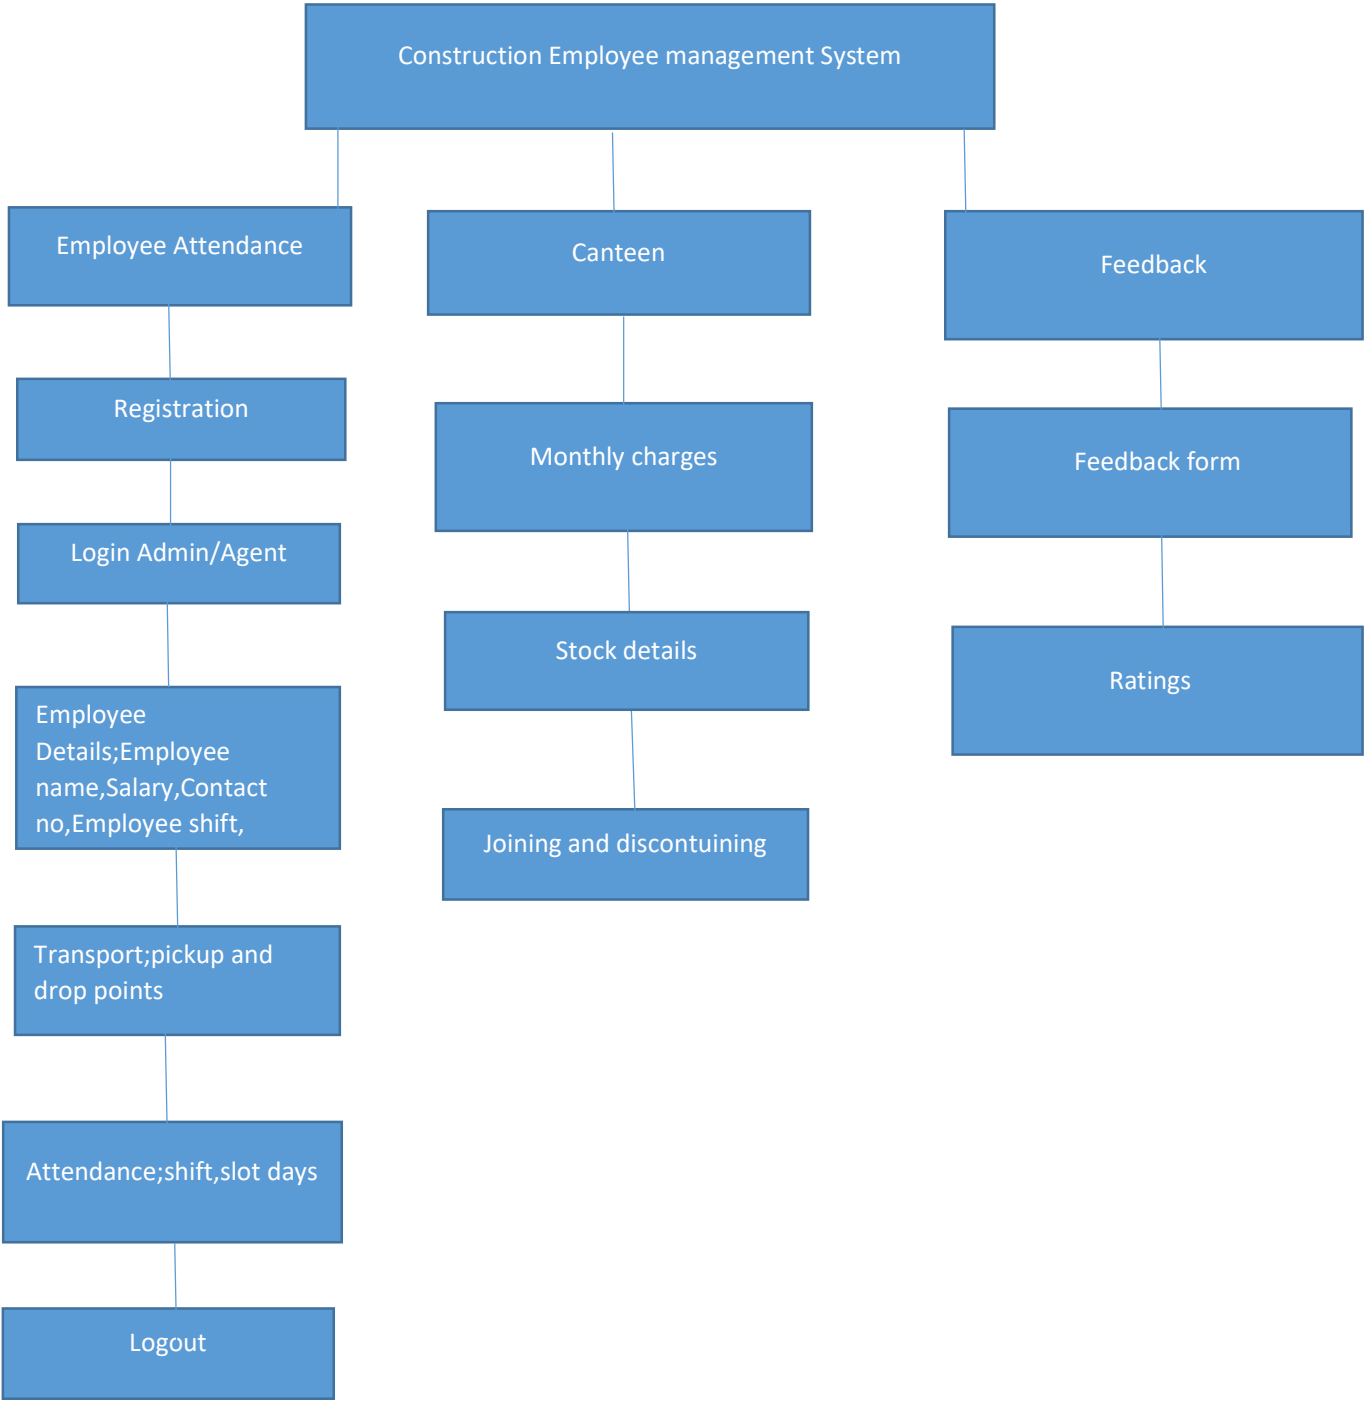 Construction Employee management System
Employee Attendance
Registration
Login Admin/Agent
Employee
Details;Employee
name,Salary,Contact
no,Employee shift,
Transport;pickup and
drop points
Attendance;shift,slot days
Logout
Canteen
Monthly charges
Stock details
Joining and discontuining
Feedback
Feedback form
Ratings